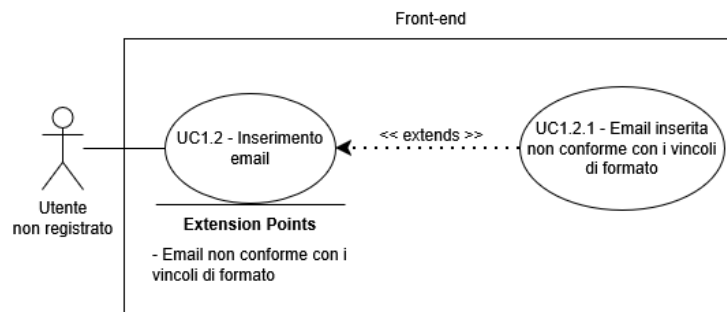 Front-end
UC1.2 - Inserimento
email
<< extends >>
UC1.2.1 - Email inserita
non conforme con i vincoli
di formato
Utente
non registrato
Extension Points
- Email non conforme con i
vincoli di formato